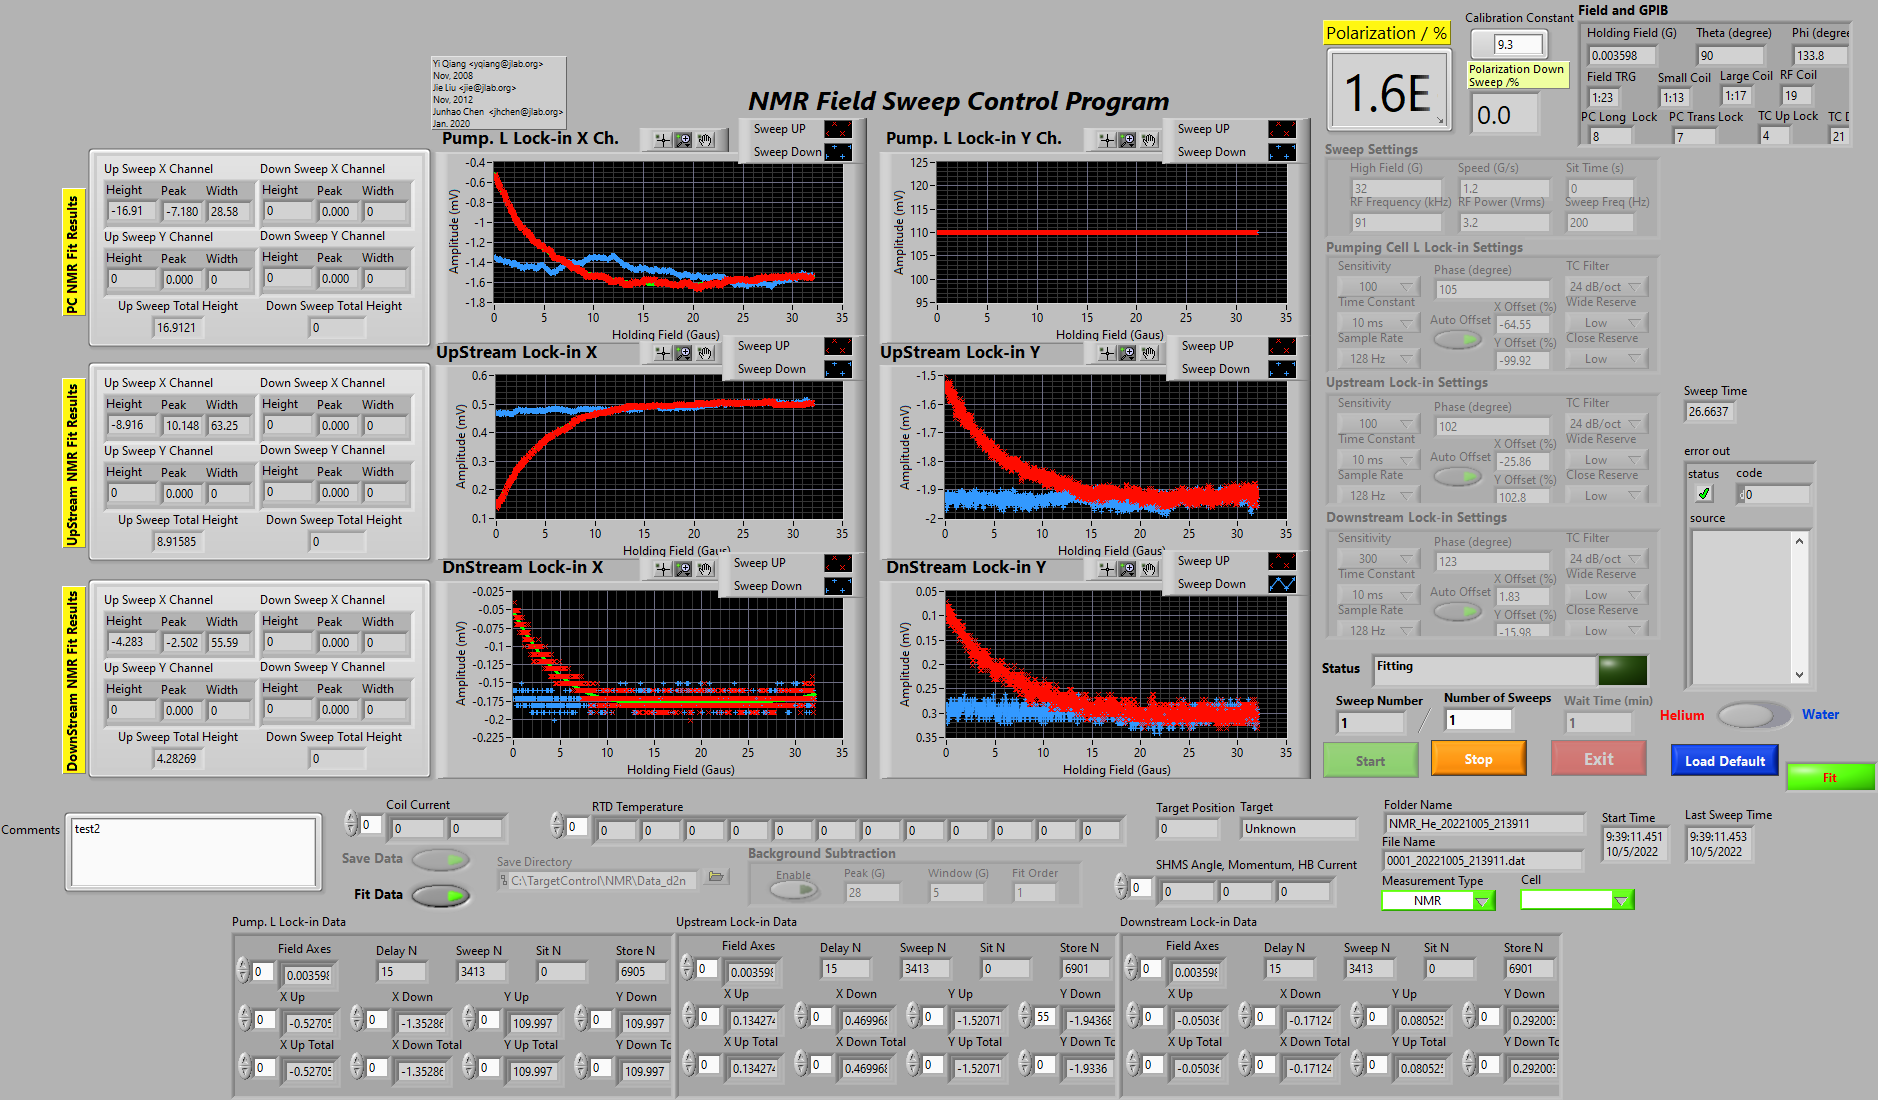 Yi Qiang <yqiang@jlab.org>
Nov, 2008
Jie Liu <jie@jlab.org>
Nov, 2012
Junhao Chen <jhchen@jlab.org>
Jan. 2020
NMR Field Sweep Control Program
Polarization / %
1.6E
Calibration Constant
9.3
Polarization Down
Sweep /%
0.0
Field and GPIB
Holding Field (G) Theta (degree) Phi (degree
0.003598 90 133.8
Field TRG Small Coil Large Coil RF Coil
1:23 1:13 1:17 19
PC Long Lock PC Trans Lock TC Up Lock TC D
8 7 4 21
PC NMR Fit Results
Up Sweep X Channel Down Sweep X Channel
Height Peak Width Height Peak Width
-16.91 -7.180 28.58 0 0.000 0
Up Sweep Y Channel Down Sweep Y Channel
Height Peak Width Height Peak Width
0 0.000 0 0 0.000 0
Up Sweep Total Height Down Sweep Total Height
16.9121 0
Pump. L Lock-in X Ch.
Sweep UP
Sweep Down
Amplitude (mV)
-0.4
-0.6
-0.8
-1
-1.2
-1.4
-1.6
-1.8
0 5 10 15 20 25 30 35
Holding Field (Gaus)
Pump. L Lock-in Y Ch.
Sweep UP
Sweep Down
Amplitude (mV)
125
120
115
110
105
100
95
0 5 10 15 20 25 30 35
Holding Field (Gaus)
Sweep Settings
High Field (G) Speed (G/s) Sit Time (s)
32 1.2 0
RF Frequency (kHz) RF Power (Vrms) Sweep Freq (Hz)
91 3.2 200
Pumping Cell L Lock-in Settings
Sensitivity Phase (degree) TC Filter
100 105 24 dB/oct
Time Constant X Offset (%) Wide Reserve
10 ms Auto Offset -64.55 Low
Sample Rate Y Offset (%) Close Reserve
128 Hz -99.92 Low
UpStream NMR Fit Results
Up Sweep X Channel Down Sweep X Channel
Height Peak Width Height Peak Width
-8.916 10.148 63.25 0 0.000 0
Up Sweep Y Channel Down Sweep Y Channel
Height Peak Width Height Peak Width
0 0.000 0 0 0.000 0
Up Sweep Total Height Down Sweep Total Height
8.91585 0
UpStream Lock-in X
Sweep UP
Sweep Down
Amplitude (mV)
0.6
0.5
0.4
0.3
0.2
0.1
0 5 10 15 20 25 30 35
Holding Field (Gaus)
UpStream Lock-in Y
Sweep UP
Sweep Down
Amplitude (mV)
-1.5
-1.6
-1.7
-1.8
-1.9
-2
0 5 10 15 20 25 30 35
Holding Field (Gaus)
Upstream Lock-in Settings
Sensitivity Phase (degree) TC Filter
100 102 24 dB/oct
Time Constant X Offset (%) Wide Reserve
10 ms Auto Offset -25.86 Low
Sample Rate Y Offset (%) Close Reserve
128 Hz 102.8 Low
Sweep Time
26.6637
error out
status code
0
source
DownStream NMR Fit Results
Up Sweep X Channel Down Sweep X Channel
Height Peak Width Height Peak Width
-4.283 -2.502 55.59 0 0.000 0
Up Sweep Y Channel Down Sweep Y Channel
Height Peak Width Height Peak Width
0 0.000 0 0 0.000 0
Up Sweep Total Height Down Sweep Total Height
4.28269 0
DnStream Lock-in X
Sweep UP
Sweep Down
Amplitude (mV)
-0.025
-0.05
-0.075
-0.1
-0.125
-0.15
-0.175
-0.2
-0.225
0 5 10 15 20 25 30 35
Holding Field (Gaus)
DnStream Lock-in Y
Sweep UP
Sweep Down
Amplitude (mV)
0.05
0.1
0.15
0.2
0.25
0.3
0.35
0 5 10 15 20 25 30 35
Holding Field (Gaus)
Downstream Lock-in Settings
Sensitivity Phase (degree) TC Filter
300 123 24 dB/oct
Time Constant X Offset (%) Wide Reserve
10 ms Auto Offset 1.83 Low
Sample Rate Y Offset (%) Close Reserve
128 Hz -15.98 Low
Status Fitting
Sweep Number Number of Sweeps Wait Time (min)
1 / 1 1
Helium Water
Start Stop Exit Load Default Fit
Comments test2
Coil Current
0 0 0
Save Data
Fit Data
RTD Temperature
0 0 0 0 0 0 0 0 0 0 0 0 0
Save Directory
C:\TargetControl\NMR\Data_d2n
Background Subtraction
Enable Peak (G) Window (G) Fit Order
28 5 1
Target Position Target
0 Unknown
SHMS Angle, Momentum, HB Current
0 0 0 0
Folder Name
NMR_He_20221005_213911
File Name
0001_20221005_213911.dat
Measurement Type Cell
NMR
Start Time Last Sweep Time
9:39:11.451 9:39:11.453
10/5/2022 10/5/2022
Pump. L Lock-in Data
Field Axes Delay N Sweep N Sit N Store N
0 0.003598 15 3413 0 6905
X Up X Down Y Up Y Down
0 -0.52705 0 -1.35286 0 109.997 0 109.997
X Up Total X Down Total Y Up Total Y Down To
0 -0.52705 0 -1.35286 0 109.997 0 109.997
Upstream Lock-in Data
Field Axes Delay N Sweep N Sit N Store N
0 0.003598 15 3413 0 6901
X Up X Down Y Up Y Down
0 0.134274 0 0.469968 0 -1.52071 55 -1.94368
X Up Total X Down Total Y Up Total Y Down To
0 0.134274 0 0.469968 0 -1.52071 0 -1.9336
Downstream Lock-in Data
Field Axes Delay N Sweep N Sit N Store N
0 0.003598 15 3413 0 6901
X Up X Down Y Up Y Down
0 -0.05036 0 -0.17124 0 0.080525 0 0.292003
X Up Total X Down Total Y Up Total Y Down To
0 -0.05036 0 -0.17124 0 0.080525 0 0.292003